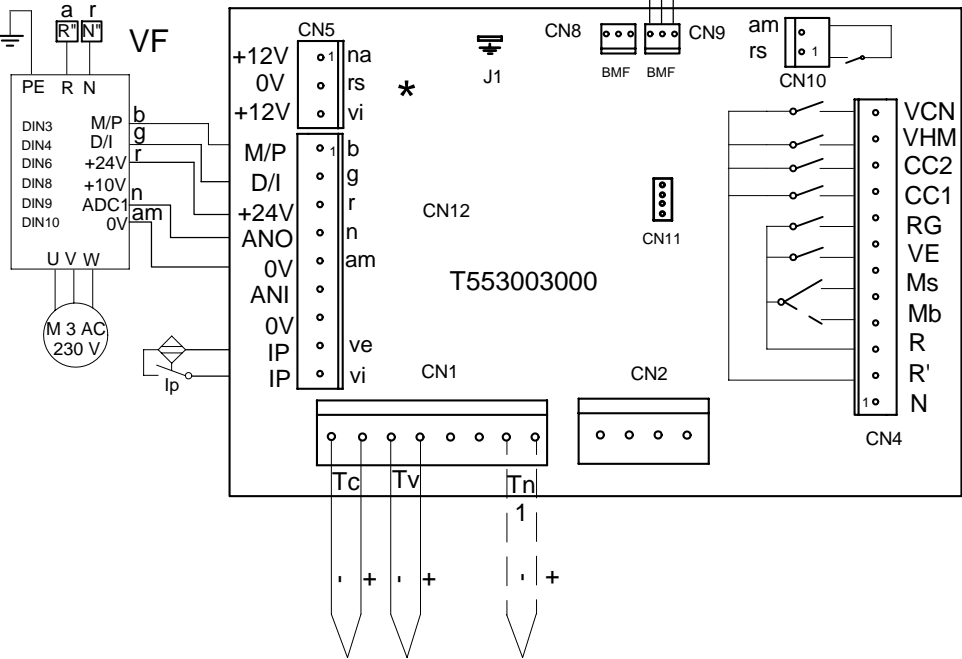 a r
R" N"
VF
PE R N
DIN3
DIN4
DIN6
DIN8
DIN9
DIN10
M/P
D/I
+24V
+10V
ADC1
0V
b
g
r
n
am
U V W
M 3 AC
230 V
Ip
CN5
+12V
0V
+12V
1
na
rs
vi
*
M/P
D/I
+24V
ANO
0V
ANI
0V
IP
IP
1
b
g
r
n
am
ve
vi
CN12
J1
CN8
BMF
CN9
BMF
am
rs
1
CN10
CN11
T553003000
VCN
VHM
CC2
CC1
RG
VE
Ms
Mb
R
R'
N
1
CN4
CN1
CN2
Tc
Tv
Tn
1
- +
- +
- +